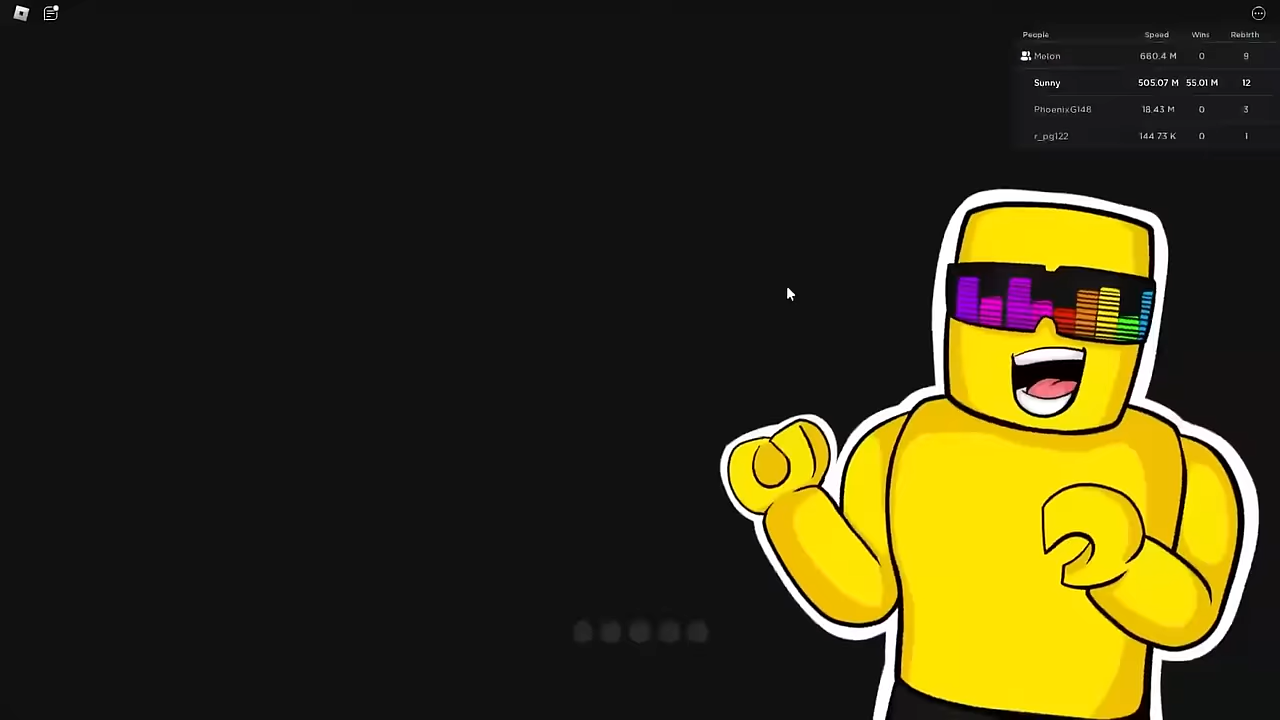 People Speed Wins Rebirth
Melon 660.4 M 0 9
Sunny 505.07 M 55.01 M 12
PhoenixG148 18.43 M 0 3
r_pg122 144.73 K 0 1